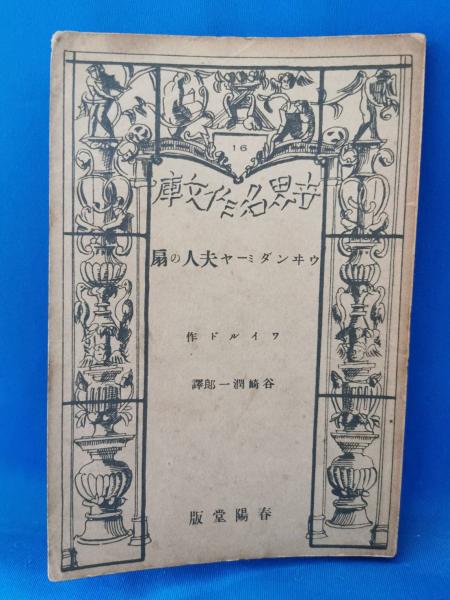 16
世界名作文庫
ウヰンダミーヤ夫人の扇
ワイルド作
谷崎潤一郎譯
春陽堂版